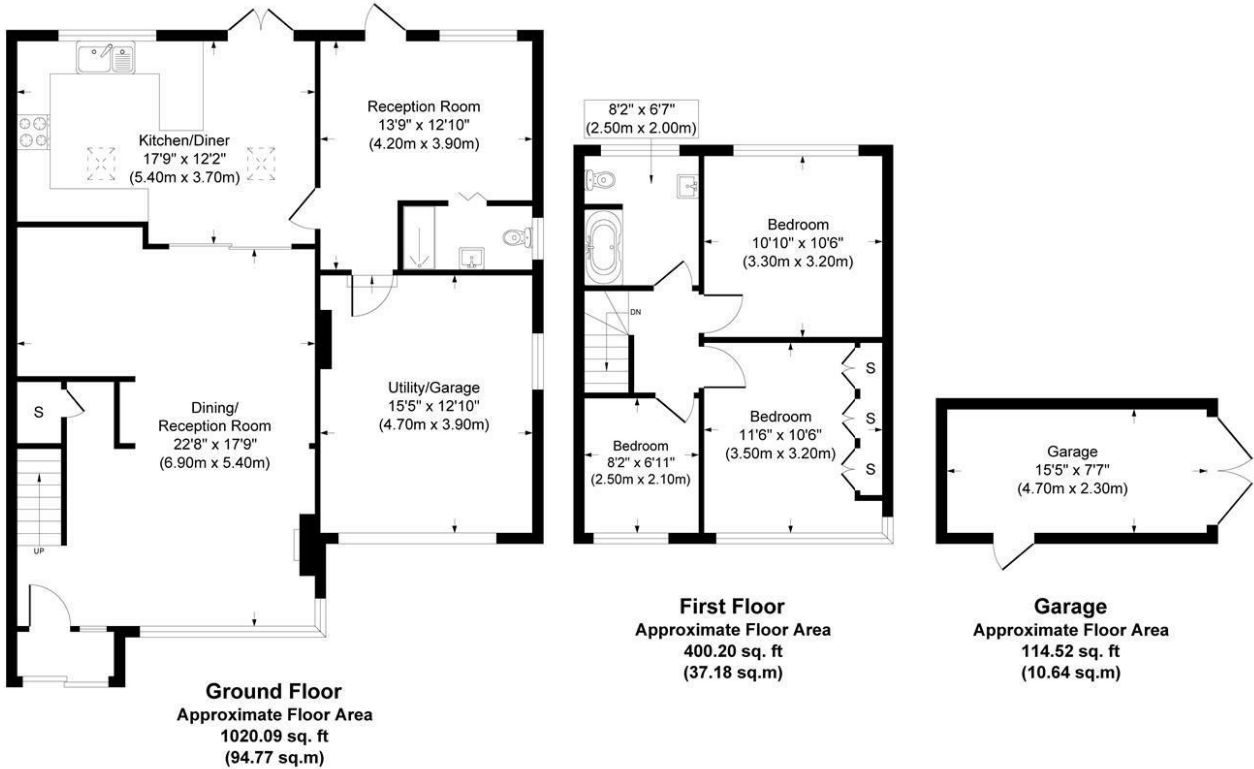 Kitchen/Diner
17'9" x 12'2"
(5.40m x 3.70m)
Reception Room
13'9" x 12'10"
(4.20m x 3.90m)
Dining/
Reception Room
22'8" x 17'9"
(6.90m x 5.40m)
S
UP
Utility/Garage
15'5" x 12'10"
(4.70m x 3.90m)
Ground Floor
Approximate Floor Area
1020.09 sq. ft
(94.77 sq.m)
8'2" x 6'7"
(2.50m x 2.00m)
Bedroom
10'10" x 10'6"
(3.30m x 3.20m)
DN
Bedroom
11'6" x 10'6"
(3.50m x 3.20m)
S
S
S
Bedroom
8'2" x 6'11"
(2.50m x 2.10m)
First Floor
Approximate Floor Area
400.20 sq. ft
(37.18 sq.m)
Garage
15'5" x 7'7"
(4.70m x 2.30m)
Garage
Approximate Floor Area
114.52 sq. ft
(10.64 sq.m)